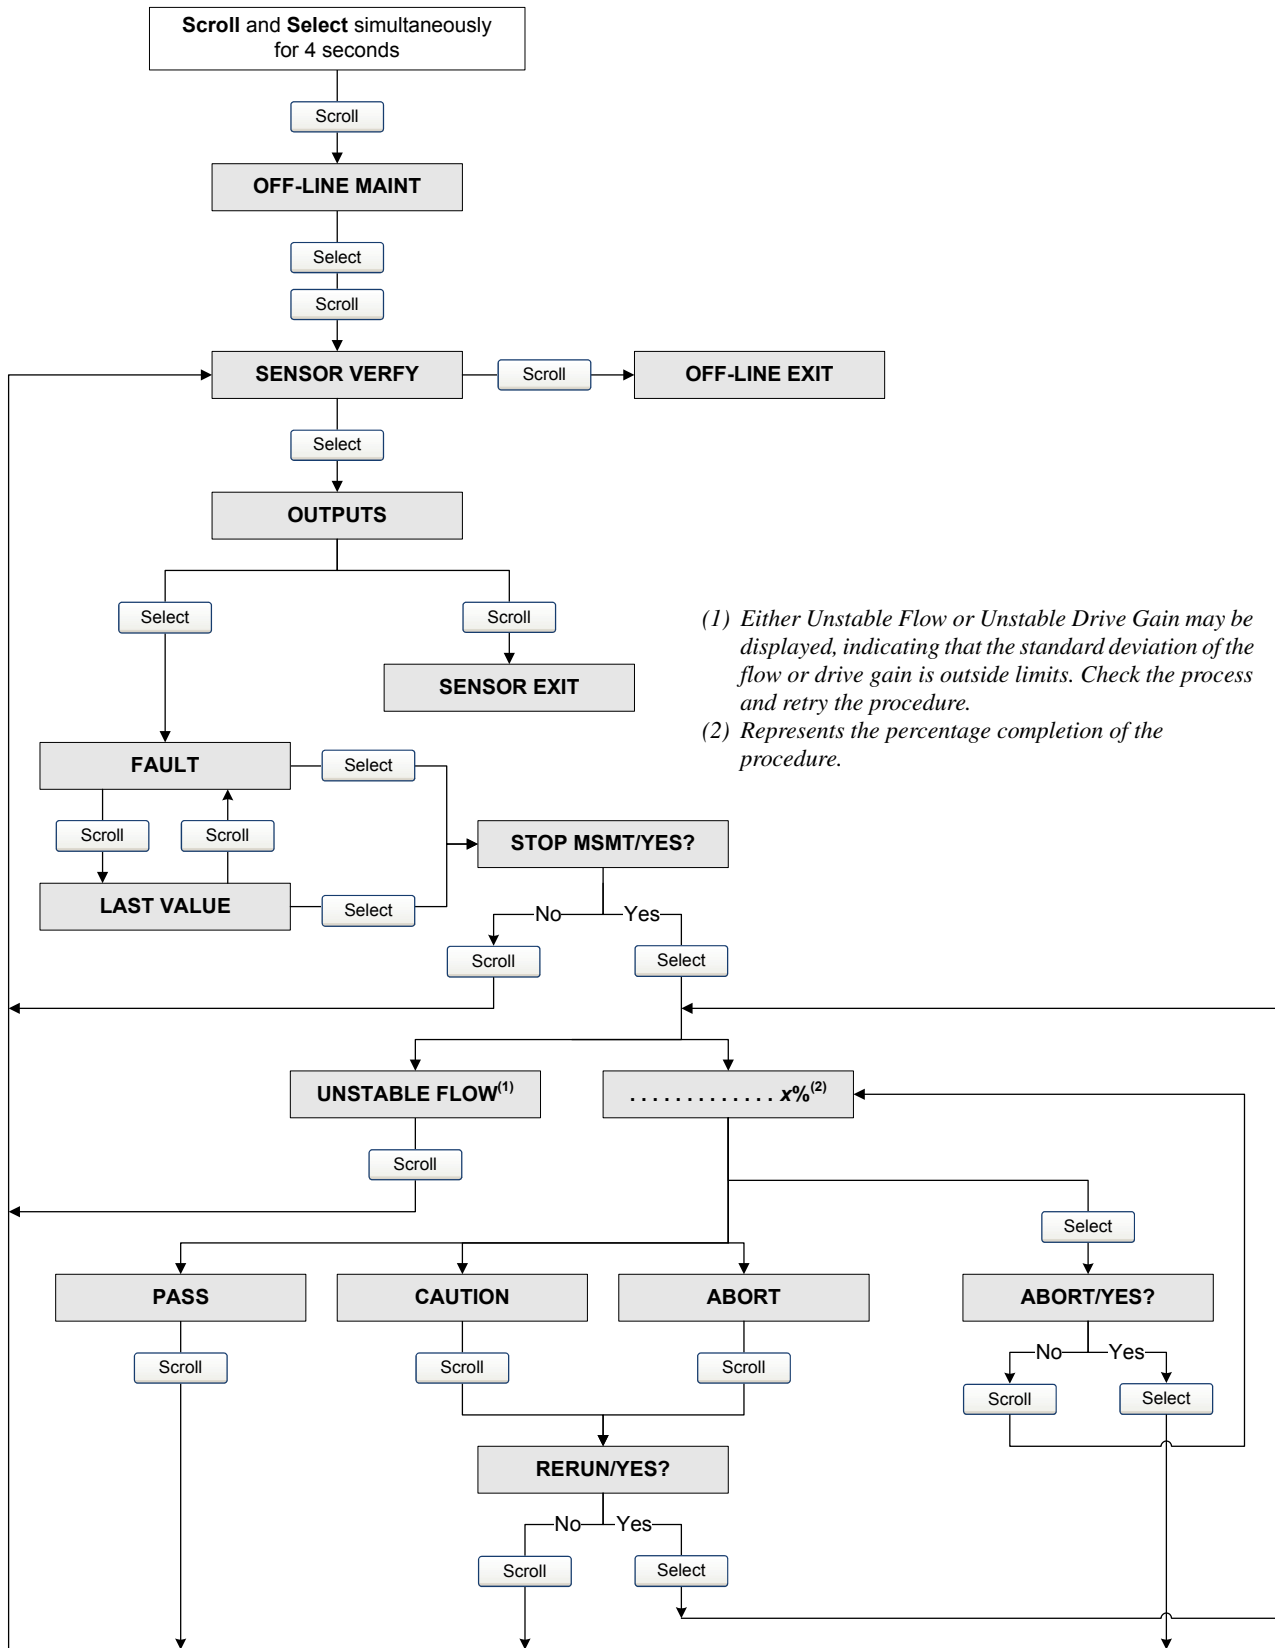 Scroll and Select simultaneously
for 4 seconds
Scroll
OFF-LINE MAINT
Select
Scroll
SENSOR VERFY
Scroll
OFF-LINE EXIT
Select
OUTPUTS
Select
Scroll
SENSOR EXIT
(1) Either Unstable Flow or Unstable Drive Gain may be
displayed, indicating that the standard deviation of the
flow or drive gain is outside limits. Check the process
and retry the procedure.
(2) Represents the percentage completion of the
procedure.
FAULT
Select
Scroll
Scroll
LAST VALUE
Select
STOP MSMT/YES?
No
Yes
Scroll
Select
UNSTABLE FLOW(1)
. . . . . . . . . . . . . x%(2)
Scroll
Select
PASS
CAUTION
ABORT
ABORT/YES?
Scroll
Scroll
Scroll
No
Yes
Scroll
Select
RERUN/YES?
No
Yes
Scroll
Select